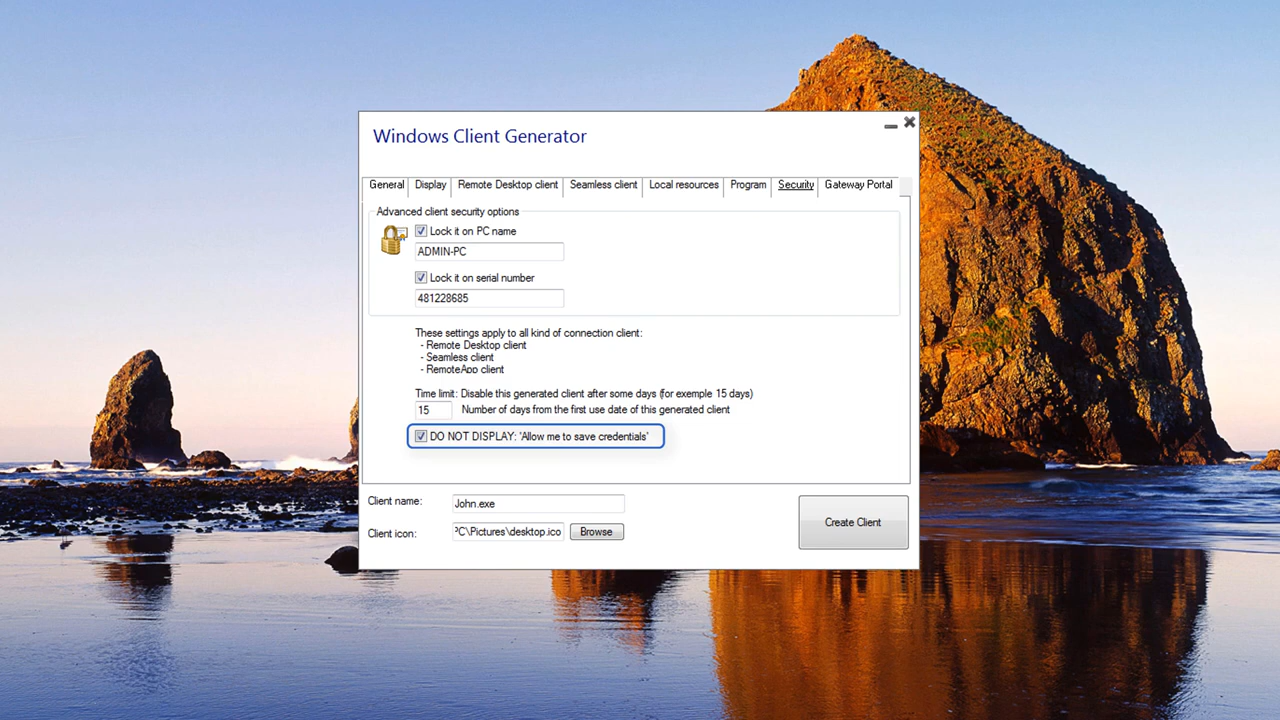 Windows Client Generator
General Display Remote Desktop client Seamless client Local resources Program Security Gateway Portal
Advanced client security options
Lock it on PC name
ADMIN-PC
Lock it on serial number
481228685
These settings apply to all kind of connection client:
- Remote Desktop client
- Seamless client
- RemoteApp client
Time limit: Disable this generated client after some days (for exemple 15 days)
15 Number of days from the first use date of this generated client
DO NOT DISPLAY: 'Allow me to save credentials'
Client name: John.exe
Client icon: PC\Pictures\desktop.ico Browse
Create Client